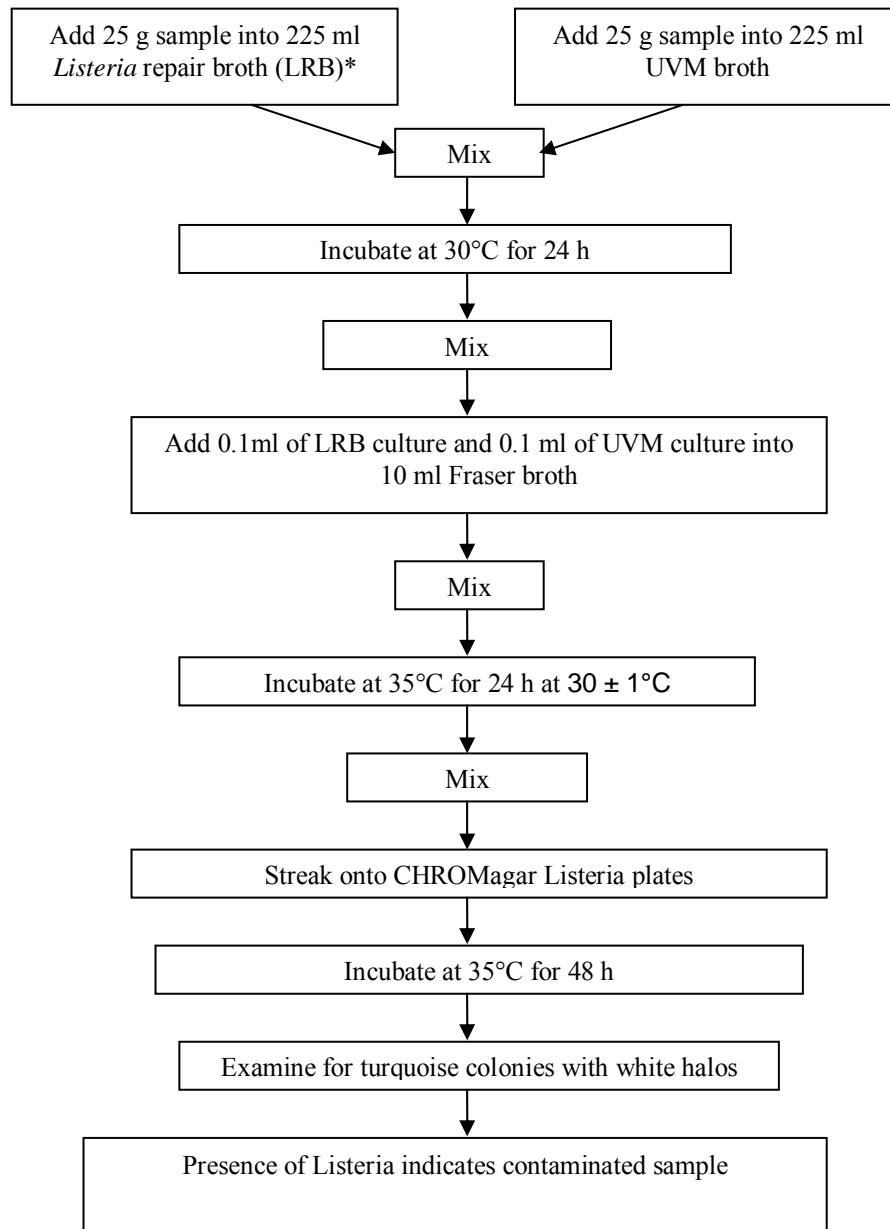 Add 25 g sample into 225 ml
Listeria repair broth (LRB)*
Add 25 g sample into 225 ml
UVM broth
Mix
Incubate at 30°C for 24 h
Mix
Add 0.1ml of LRB culture and 0.1 ml of UVM culture into
10 ml Fraser broth
Mix
Incubate at 35°C for 24 h at 30 ± 1°C
Mix
Streak onto CHROMagar Listeria plates
Incubate at 35°C for 48 h
Examine for turquoise colonies with white halos
Presence of Listeria indicates contaminated sample